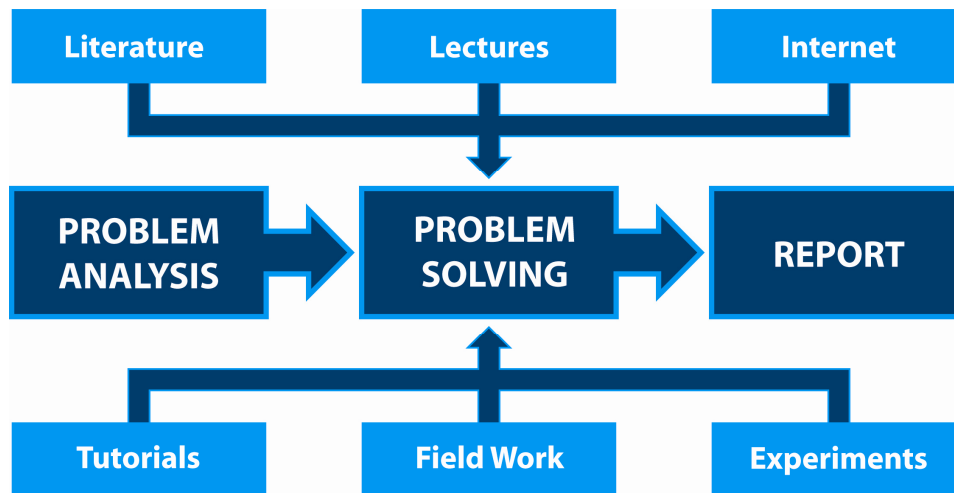 Literature
Lectures
Internet
PROBLEM
ANALYSIS
PROBLEM
SOLVING
REPORT
Tutorials
Field Work
Experiments